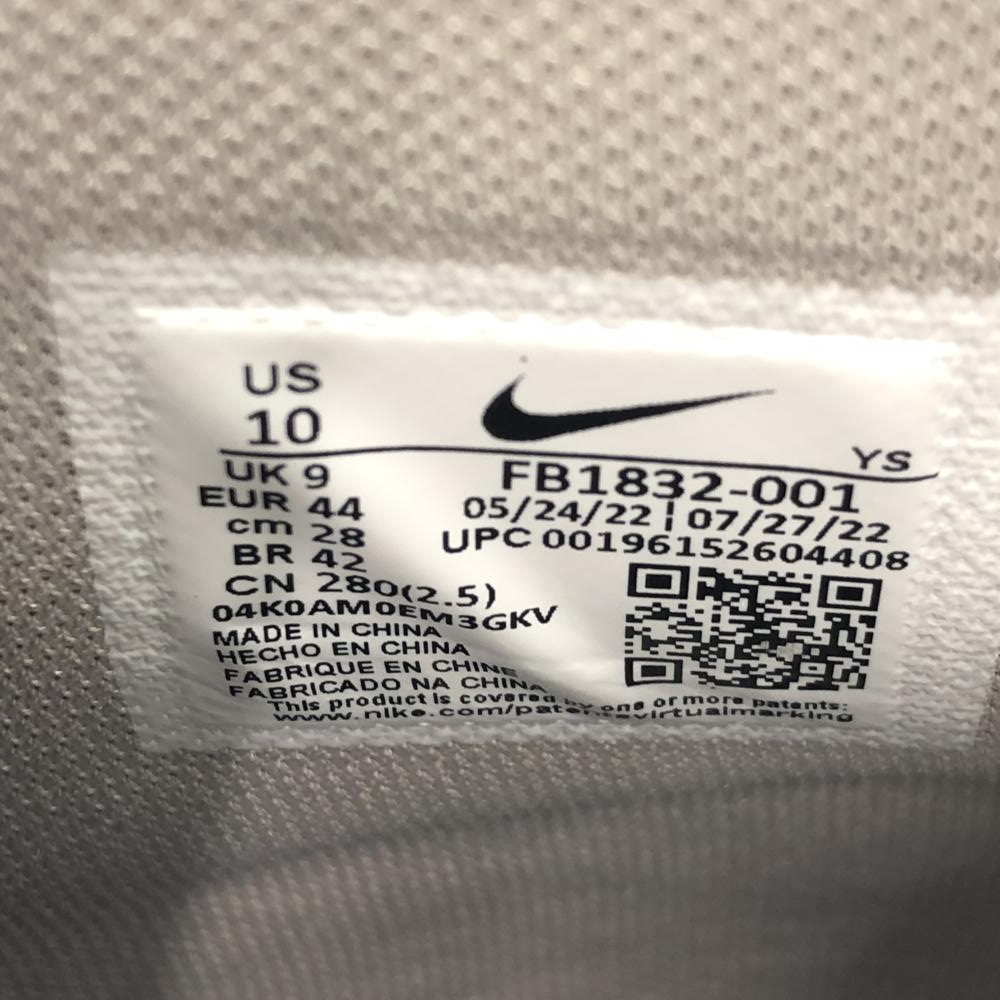 US
10
YS
UK 9
EUR 44
cm 28
BR 42
CN 280(2.5)
FB1832-001
05/24/22 | 07/27/22
UPC 00196152604408
04K0AM0EM3GKV
MADE IN CHINA
HECHO EN CHINA
FABRIQUE EN CHINE
FABRICADO NA CHINA
This product is covered by one or more patents:
www.nike.com/patentsvirtualmarking